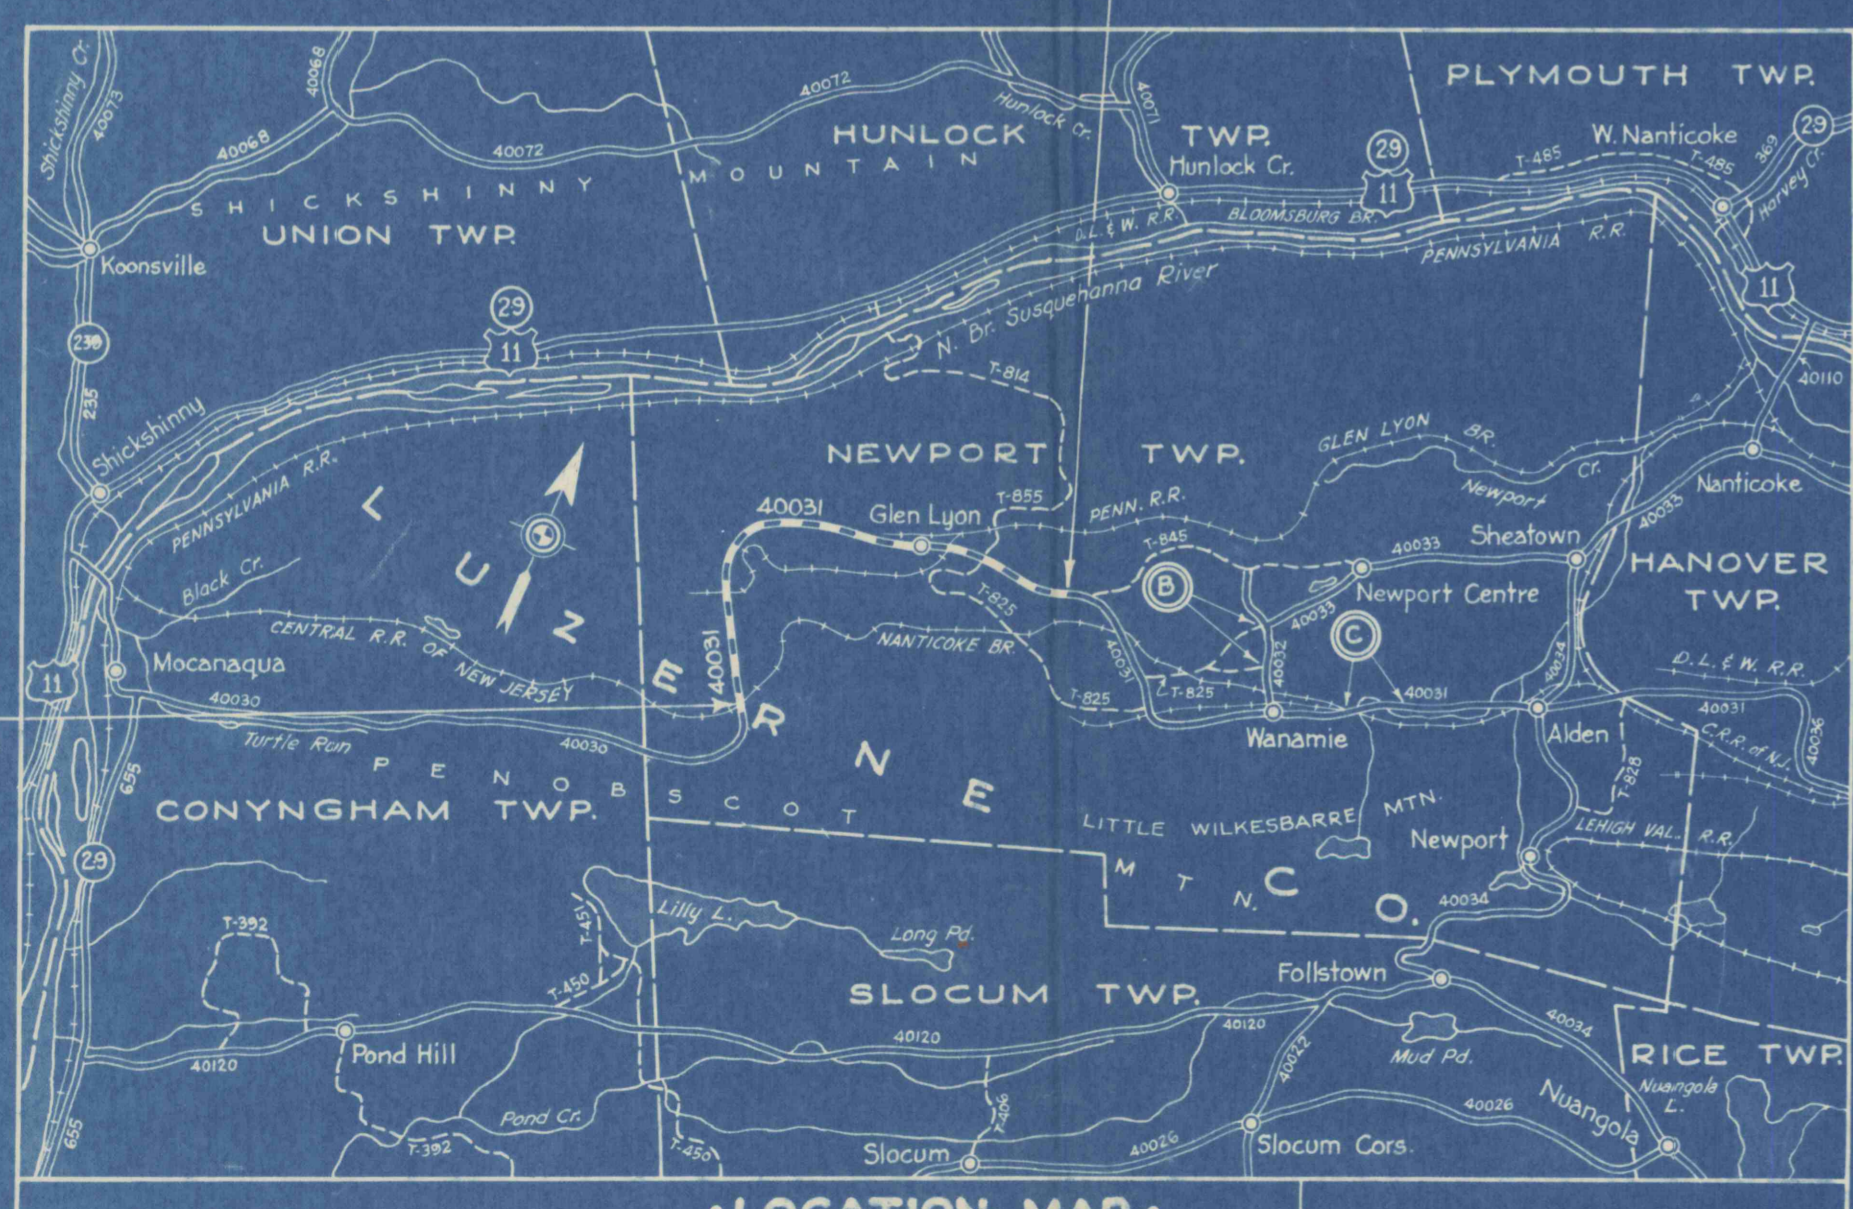 PLYMOUTH TWP.
Shickshinny Cr.
40073
40068
40068
40072
40072
Hunlock Cr.
40071
HUNLOCK TWP.
SHICKSHINNY MOUNTAIN
UNION TWP.
Hunlock Cr.
29
11
W. Nanticoke
T-485
T-485
369
29
Harvey Cr.
Koonsville
D.L. & W. R.R.
BLOOMSBURG BR.
PENNSYLVANIA R.R.
N. Br. Susquehanna River
11
40110
29
11
235
Shickshinny
PENNSYLVANIA R.R.
T-814
NEWPORT TWP.
GLEN LYON BR.
Newport Cr.
Nanticoke
40033
Sheatown
HANOVER
TWP.
LUZERNE CO.
40031
Glen Lyon
T-855
PENN. R.R.
T-845
B
40033
Newport Centre
40033
C
Black Cr.
CENTRAL R.R. OF NEW JERSEY
T-825
NANTICOKE BR.
40031
40031
40032
T-825
T-825
40031
40034
D.L. & W. R.R.
40031
C.R.R. of N.J.
40036
11
Mocanaqua
40030
Turtle Run
40030
655
Wanamie
Alden
T-828
PENOBSCOT MTN.
CONYNGHAM TWP.
LITTLE WILKESBARRE MTN.
Newport
LEHIGH VAL. R.R.
29
40034
T-392
T-451
Lilly L.
Long Pd.
T-450
SLOCUM TWP.
Follstown
40034
Pond Hill
40120
40120
40120
40022
Mud Pd.
RICE TWP.
Nuangola
L.
Nuangola
40026
Pond Cr.
T-406
655
T-392
T-450
Slocum
40026
Slocum Cors.
·LOCATION MAP·